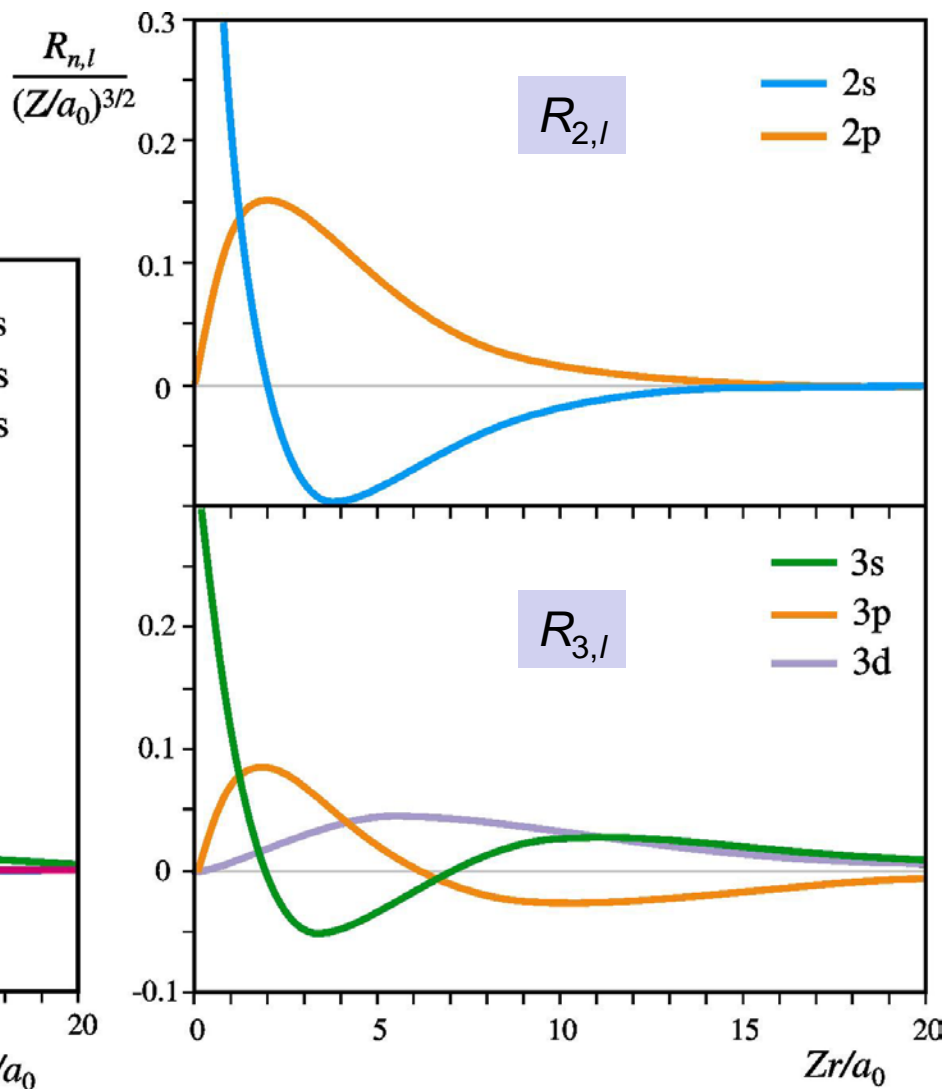 R_{n,l}
(Z/a_0)^{3/2}
0.3
0.2
0.1
0
R_{2,l}
2s
2p
s
s
s
0.2
0.1
0
-0.1
R_{3,l}
3s
3p
3d
0 5 10 15 20
Zr/a_0
20
/a_0